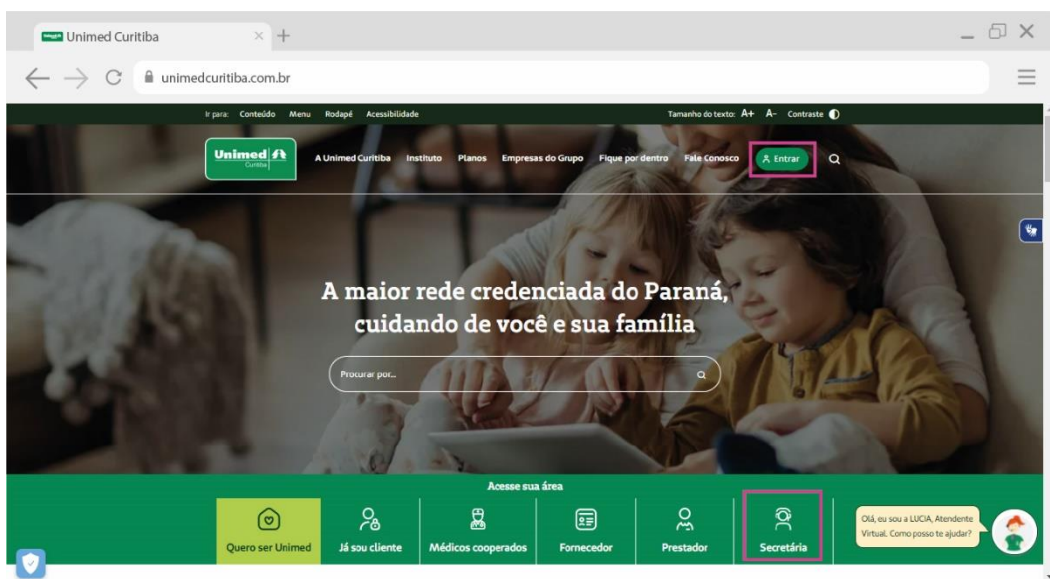 Unimed Curitiba
unimedcuritiba.com.br
Ir para: Conteúdo Menu Rodapé Acessibilidade
Tamanho do texto: A+ A- Contraste
Unimed
Curitiba
A Unimed Curitiba Instituto Planos Empresas do Grupo Fique por dentro Fale Conosco Entrar
A maior rede credenciada do Paraná,
cuidando de você e sua família
Procurar por...
Acesse sua área
Quero ser Unimed Já sou cliente Médicos cooperados Fornecedor Prestador Secretária
Olá, eu sou a LUCIA, Atendente
Virtual. Como posso te ajudar?